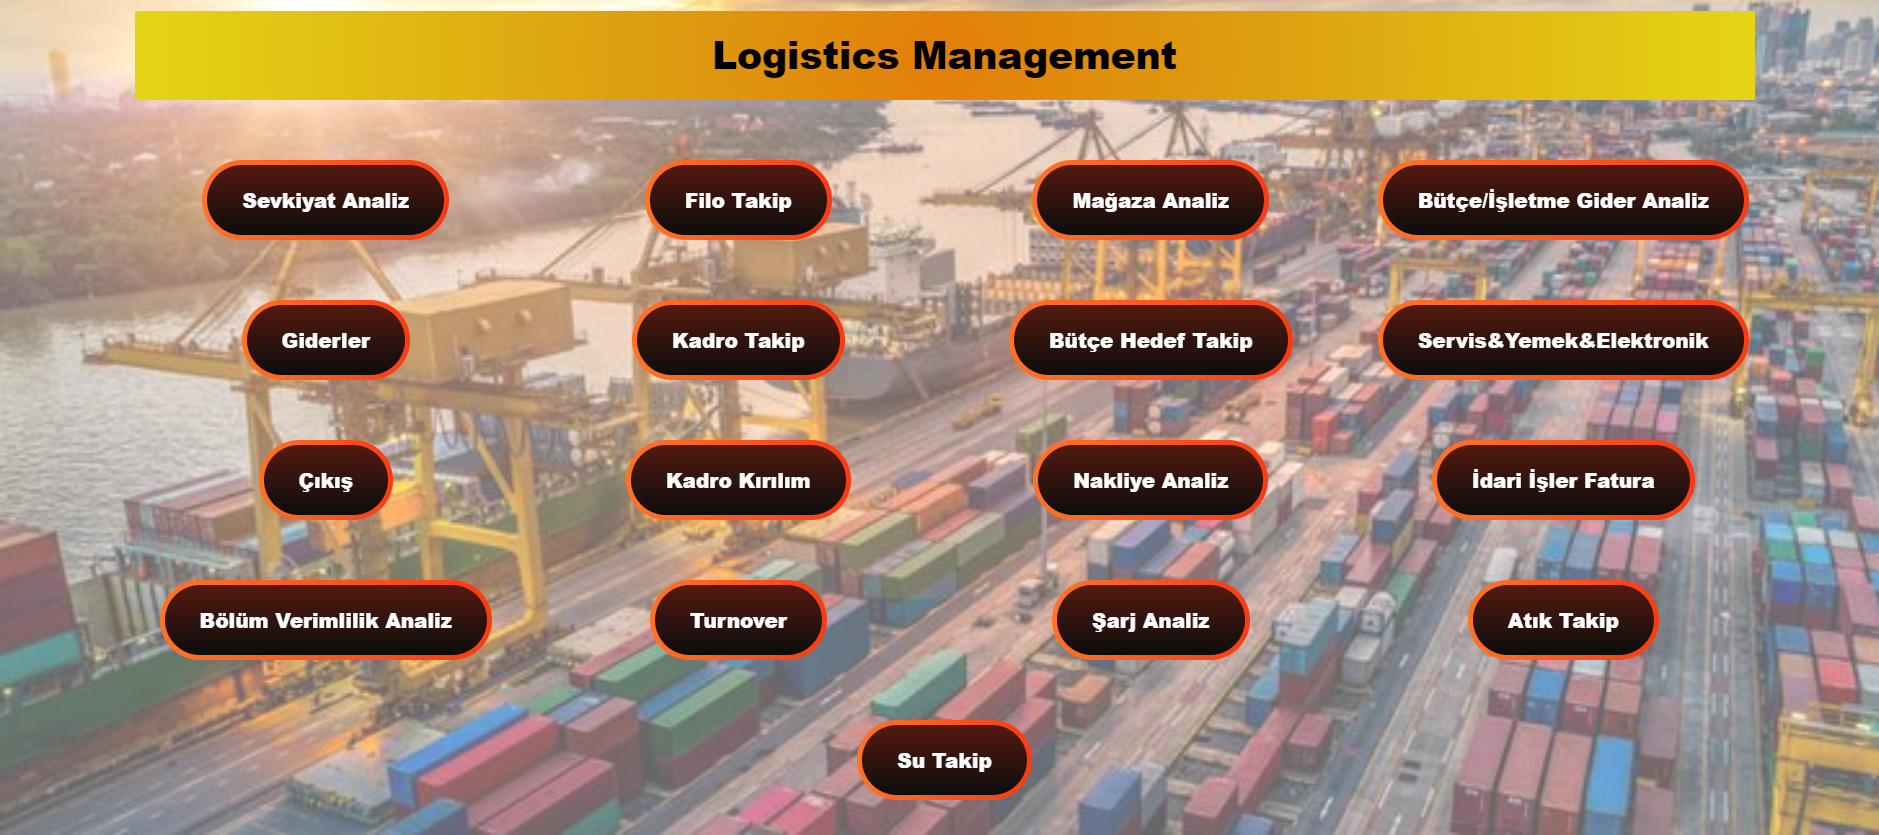 Logistics Management
Sevkiyat Analiz
Filo Takip
Mağaza Analiz
Bütçe/İşletme Gider Analiz
Giderler
Kadro Takip
Bütçe Hedef Takip
Servis&Yemek&Elektronik
Çıkış
Kadro Kırılım
Nakliye Analiz
İdari İşler Fatura
Bölüm Verimlilik Analiz
Turnover
Şarj Analiz
Atık Takip
Su Takip